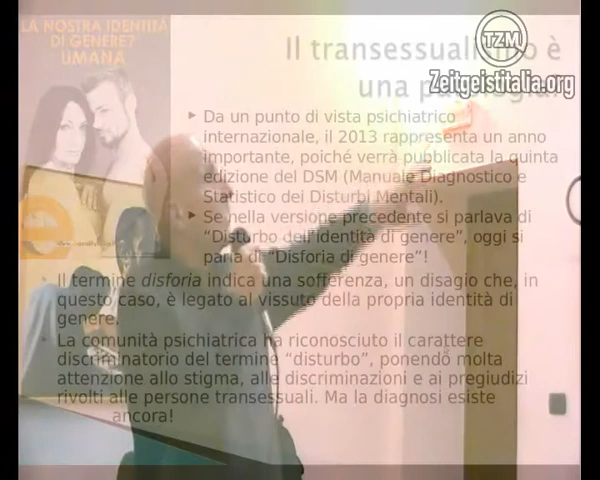 LA NOSTRA IDENTITÀ
DI GENERE?
UMANA
TZM
Zeitgeistitalia.org
Il transessualismo è
una patologia?
Da un punto di vista psichiatrico
internazionale, il 2013 rappresenta un anno
importante, poiché verrà pubblicata la quinta
edizione del DSM (Manuale Diagnostico e
Statistico dei Disturbi Mentali).
Se nella versione precedente si parlava di
“Disturbo dell’identità di genere”, oggi si
parla di “Disforia di genere”!
Il termine disforia indica una sofferenza, un disagio che, in
questo caso, è legato al vissuto della propria identità di
genere.
La comunità psichiatrica ha riconosciuto il carattere
discriminatorio del termine “disturbo”, ponendo molta
attenzione allo stigma, alle discriminazioni e ai pregiudizi
rivolti alle persone transessuali. Ma la diagnosi esiste
ancora!